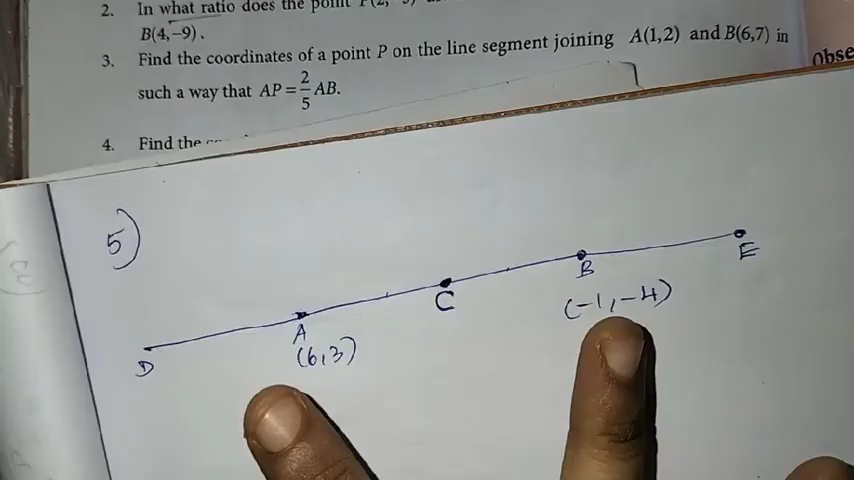 2. In what ratio does the point P(2,
B(4,−9).
3. Find the coordinates of a point P on the line segment joining A(1,2) and B(6,7) in
such a way that AP = 2/5 AB.
Obse
4. Find the
5)
E
B
(-1,-4)
C
A
(6,3)
D